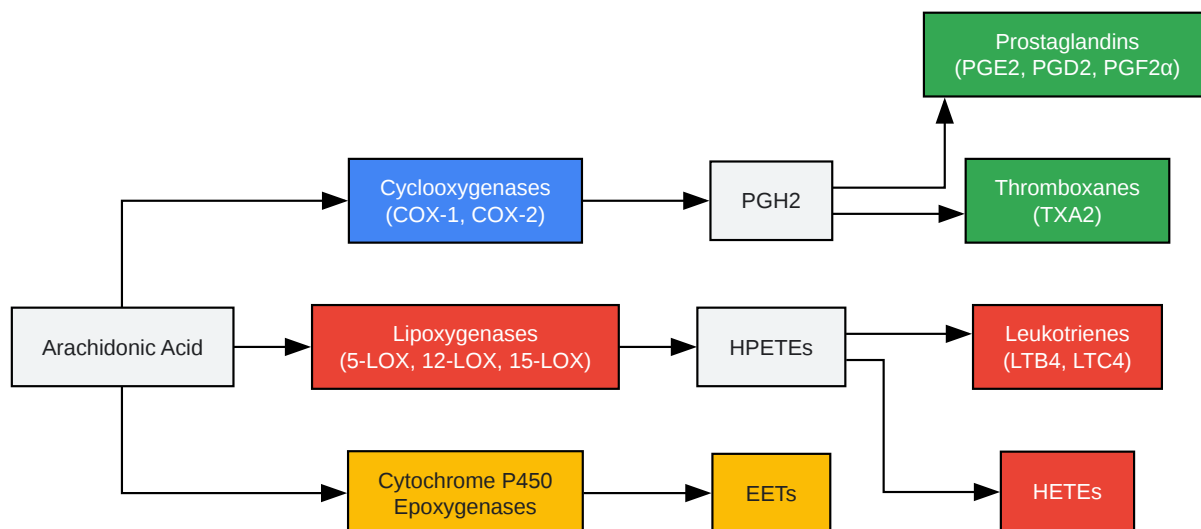 Prostaglandins
(PGE2, PGD2, PGF2α)
Cyclooxygenases
(COX-1, COX-2)
PGH2
Thromboxanes
(TXA2)
Arachidonic Acid
Lipoxygenases
(5-LOX, 12-LOX, 15-LOX)
HPETEs
Leukotrienes
(LTB4, LTC4)
Cytochrome P450
Epoxygenases
EETs
HETEs